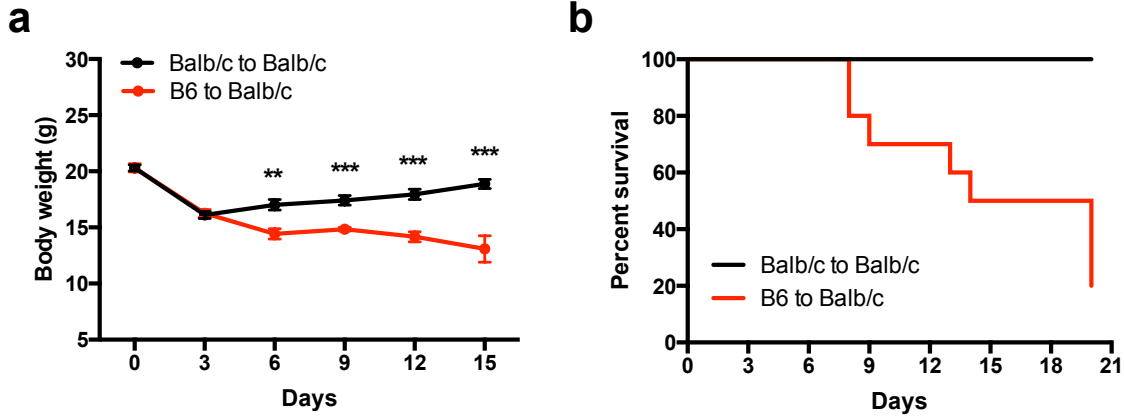 a
Balb/c to Balb/c
B6 to Balb/c
30
25
20
15
10
5
Body weight (g)
**
***
***
***
0 3 6 9 12 15
Days
b
100
80
60
40
20
0
Percent survival
Balb/c to Balb/c
B6 to Balb/c
0 3 6 9 12 15 18 21
Days